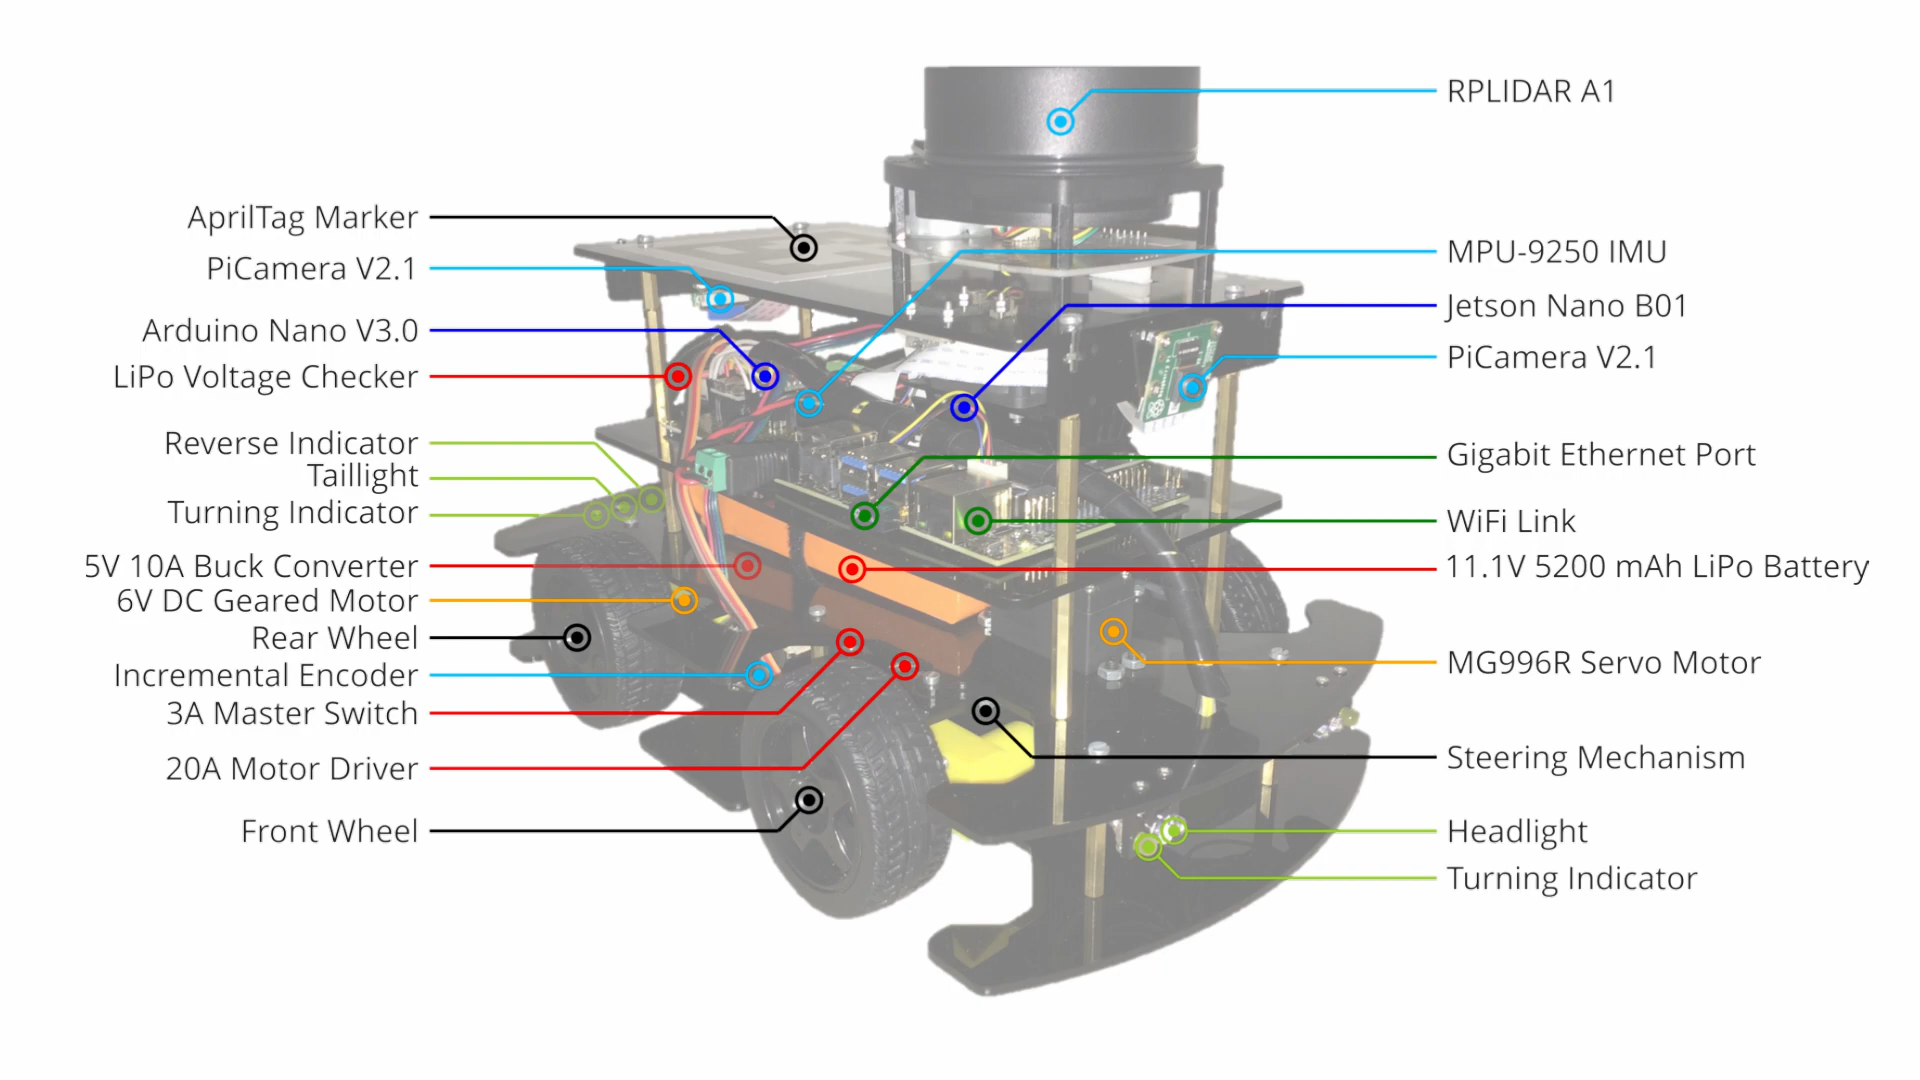 AprilTag Marker
PiCamera V2.1
Arduino Nano V3.0
LiPo Voltage Checker
Reverse Indicator
Taillight
Turning Indicator
5V 10A Buck Converter
6V DC Geared Motor
Rear Wheel
Incremental Encoder
3A Master Switch
20A Motor Driver
Front Wheel
RPLIDAR A1
MPU-9250 IMU
Jetson Nano B01
PiCamera V2.1
Gigabit Ethernet Port
WiFi Link
11.1V 5200 mAh LiPo Battery
MG996R Servo Motor
Steering Mechanism
Headlight
Turning Indicator